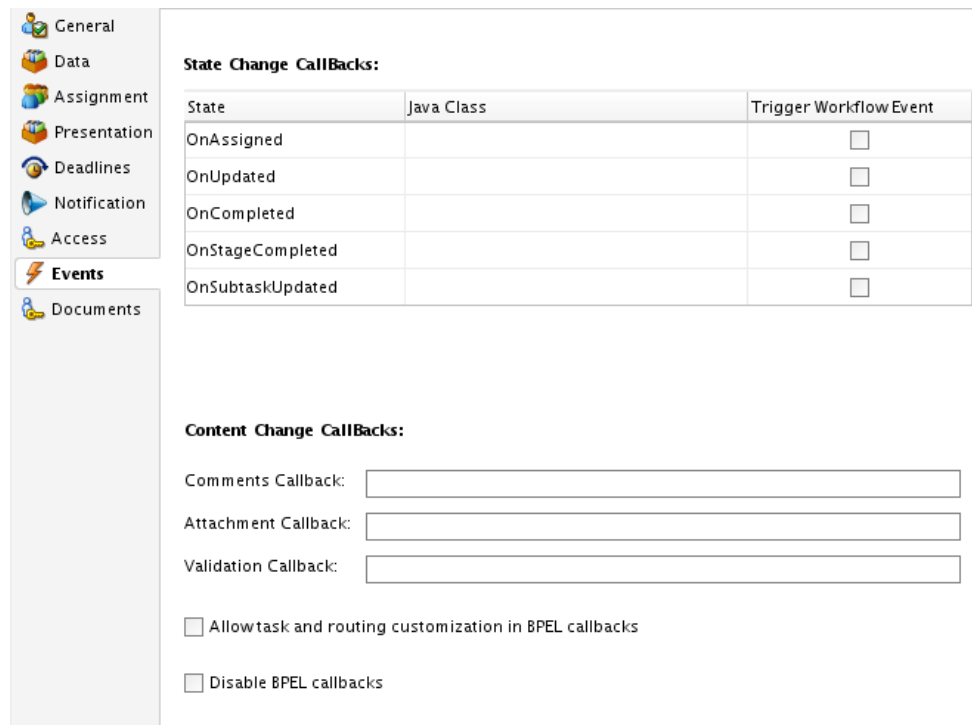 General
Data
Assignment
Presentation
Deadlines
Notification
Access
Events
Documents
State Change CallBacks:
State Java Class Trigger Workflow Event
OnAssigned
OnUpdated
OnCompleted
OnStageCompleted
OnSubtaskUpdated
Content Change CallBacks:
Comments Callback:
Attachment Callback:
Validation Callback:
Allow task and routing customization in BPEL callbacks
Disable BPEL callbacks